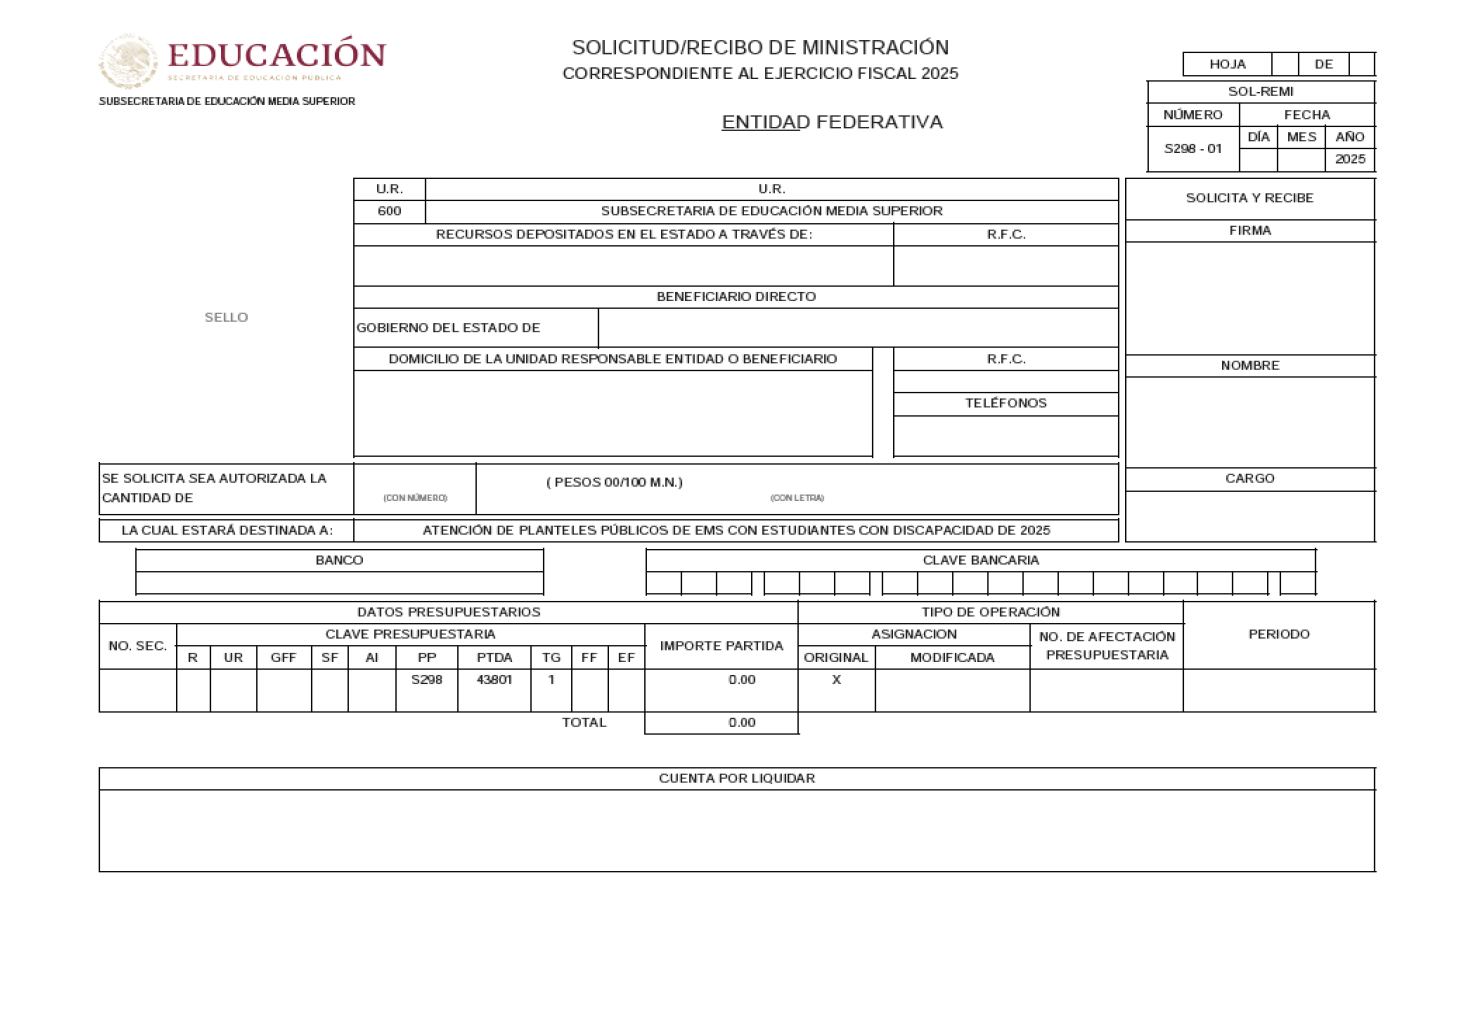 EDUCACIÓN
SECRETARÍA DE EDUCACIÓN PÚBLICA
SUBSECRETARIA DE EDUCACIÓN MEDIA SUPERIOR
SOLICITUD/RECIBO DE MINISTRACIÓN
CORRESPONDIENTE AL EJERCICIO FISCAL 2025
ENTIDAD FEDERATIVA
HOJA DE
SOL-REMI
NÚMERO FECHA
DÍA MES AÑO
S298 - 01
2025
U.R. U.R.
600 SUBSECRETARIA DE EDUCACIÓN MEDIA SUPERIOR
RECURSOS DEPOSITADOS EN EL ESTADO A TRAVÉS DE: R.F.C.
BENEFICIARIO DIRECTO
GOBIERNO DEL ESTADO DE
DOMICILIO DE LA UNIDAD RESPONSABLE ENTIDAD O BENEFICIARIO R.F.C.
TELÉFONOS
SELLO
SOLICITA Y RECIBE
FIRMA
NOMBRE
CARGO
SE SOLICITA SEA AUTORIZADA LA
CANTIDAD DE
(CON NÚMERO)
( PESOS 00/100 M.N.)
(CON LETRA)
LA CUAL ESTARÁ DESTINADA A: ATENCIÓN DE PLANTELES PÚBLICOS DE EMS CON ESTUDIANTES CON DISCAPACIDAD DE 2025
BANCO CLAVE BANCARIA
DATOS PRESUPUESTARIOS TIPO DE OPERACIÓN PERIODO
NO. SEC. CLAVE PRESUPUESTARIA IMPORTE PARTIDA ASIGNACION NO. DE AFECTACIÓN
PRESUPUESTARIA
R UR GFF SF AI PP PTDA TG FF EF ORIGINAL MODIFICADA
S298 43801 1 0.00 X
TOTAL 0.00
CUENTA POR LIQUIDAR